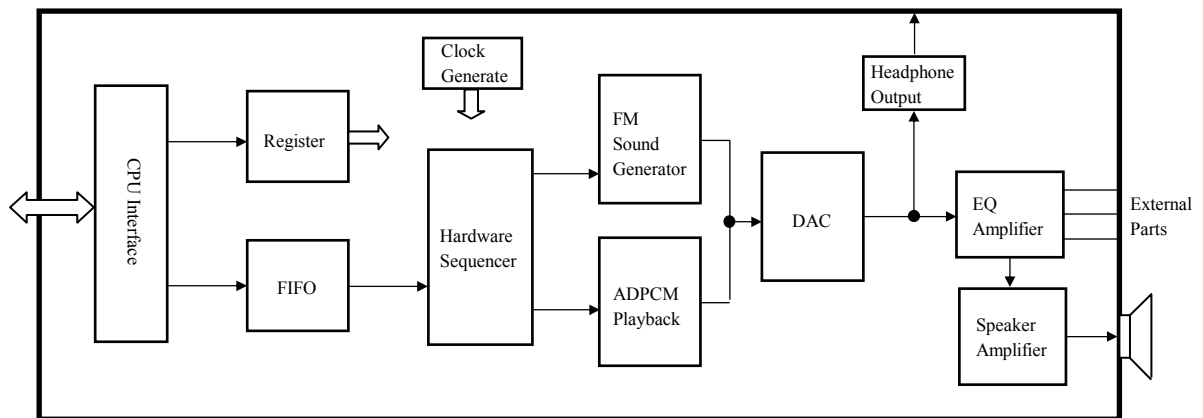 Clock
Generate
Headphone
Output
CPU Interface
Register
FM
Sound
Generator
FIFO
Hardware
Sequencer
ADPCM
Playback
DAC
EQ
Amplifier
External
Parts
Speaker
Amplifier